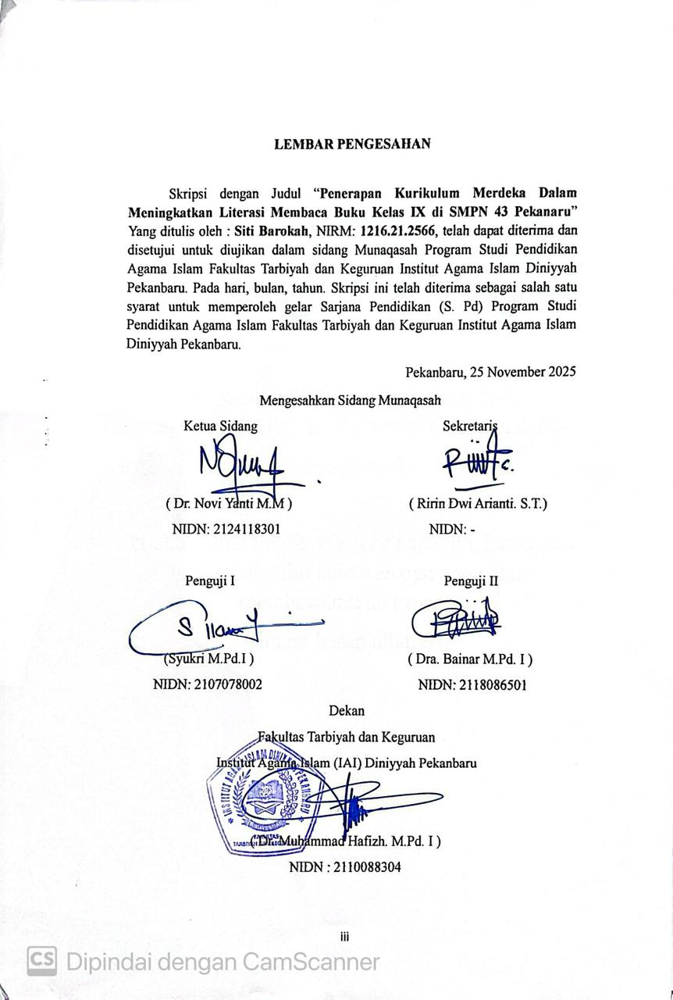 LEMBAR PENGESAHAN
Skripsi dengan Judul “Penerapan Kurikulum Merdeka Dalam
Meningkatkan Literasi Membaca Buku Kelas IX di SMPN 43 Pekanaru”
Yang ditulis oleh : Siti Barokah, NIRM: 1216.21.2566, telah dapat diterima dan
disetujui untuk diujikan dalam sidang Munaqasah Program Studi Pendidikan
Agama Islam Fakultas Tarbiyah dan Keguruan Institut Agama Islam Diniyyah
Pekanbaru. Pada hari, bulan, tahun. Skripsi ini telah diterima sebagai salah satu
syarat untuk memperoleh gelar Sarjana Pendidikan (S. Pd) Program Studi
Pendidikan Agama Islam Fakultas Tarbiyah dan Keguruan Institut Agama Islam
Diniyyah Pekanbaru.
Pekanbaru, 25 November 2025
Mengesahkan Sidang Munaqasah
Ketua Sidang
Sekretaris
( Dr. Novi Yanti M.M )
( Ririn Dwi Arianti. S.T.)
NIDN: 2124118301
NIDN: -
Penguji I
Penguji II
(Syukri M.Pd.I )
( Dra. Bainar M.Pd. I )
NIDN: 2107078002
NIDN: 2118086501
Dekan
Fakultas Tarbiyah dan Keguruan
Institut Agama Islam (IAI) Diniyyah Pekanbaru
INSTITUT AGAMA ISLAM DINIYYAH PEKANBARU
FAKULTAS
( Dr. Muhammad Hafizh. M.Pd. I )
NIDN : 2110088304
iii
CS Dipindai dengan CamScanner